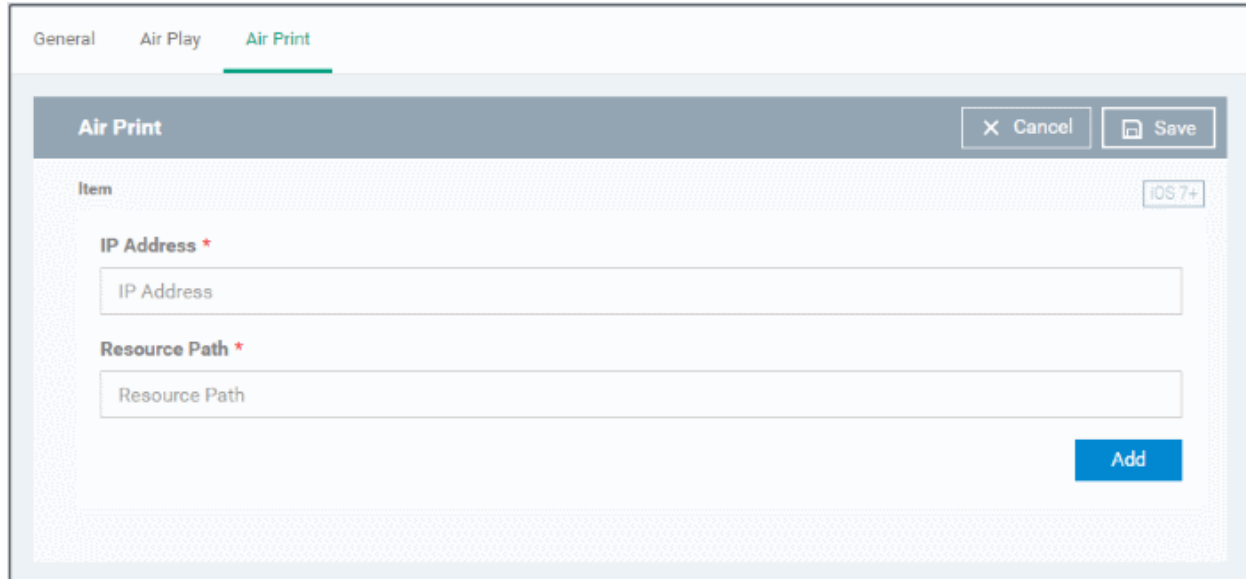 General Air Play Air Print
Air Print Cancel Save
Item iOS 7+
IP Address *
IP Address
Resource Path *
Resource Path
Add